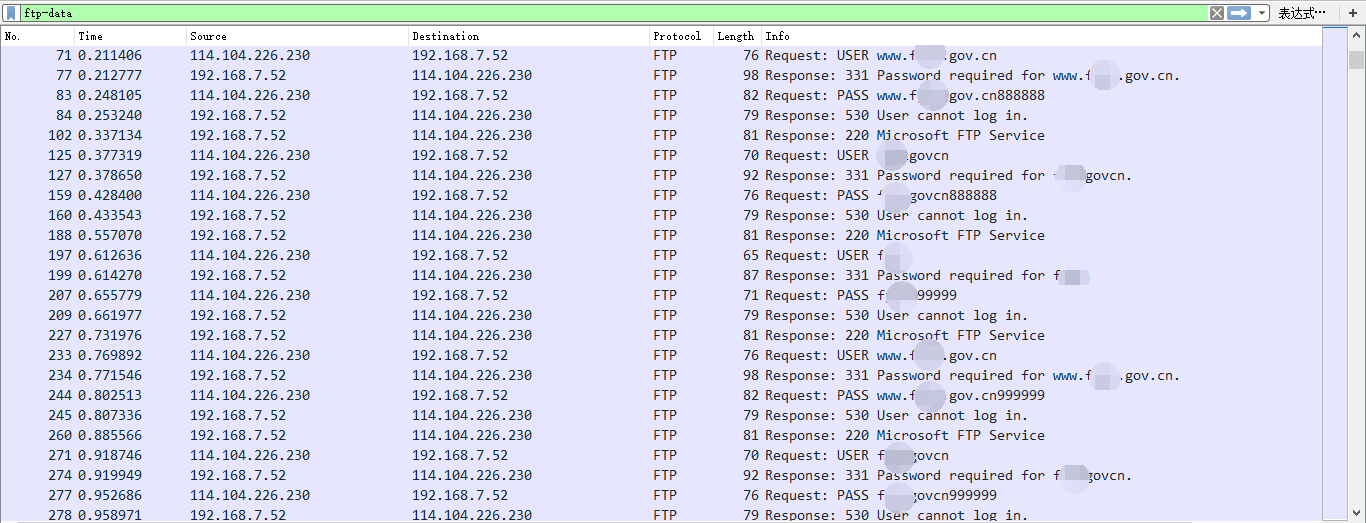 ftp-data 表达式… +
No. Time Source Destination Protocol Length Info
71 0.211406 114.104.226.230 192.168.7.52 FTP 76 Request: USER www.f .gov.cn
77 0.212777 192.168.7.52 114.104.226.230 FTP 98 Response: 331 Password required for www.f .gov.cn.
83 0.248105 114.104.226.230 192.168.7.52 FTP 82 Request: PASS www.f gov.cn888888
84 0.253240 192.168.7.52 114.104.226.230 FTP 79 Response: 530 User cannot log in.
102 0.337134 192.168.7.52 114.104.226.230 FTP 81 Response: 220 Microsoft FTP Service
125 0.377319 114.104.226.230 192.168.7.52 FTP 70 Request: USER govcn
127 0.378650 192.168.7.52 114.104.226.230 FTP 92 Response: 331 Password required for f govcn.
159 0.428400 114.104.226.230 192.168.7.52 FTP 76 Request: PASS f govcn888888
160 0.433543 192.168.7.52 114.104.226.230 FTP 79 Response: 530 User cannot log in.
188 0.557070 192.168.7.52 114.104.226.230 FTP 81 Response: 220 Microsoft FTP Service
197 0.612636 114.104.226.230 192.168.7.52 FTP 65 Request: USER f
199 0.614270 192.168.7.52 114.104.226.230 FTP 87 Response: 331 Password required for f
207 0.655779 114.104.226.230 192.168.7.52 FTP 71 Request: PASS f 99999
209 0.661977 192.168.7.52 114.104.226.230 FTP 79 Response: 530 User cannot log in.
227 0.731976 192.168.7.52 114.104.226.230 FTP 81 Response: 220 Microsoft FTP Service
233 0.769892 114.104.226.230 192.168.7.52 FTP 76 Request: USER www.f .gov.cn
234 0.771546 192.168.7.52 114.104.226.230 FTP 98 Response: 331 Password required for www.f .gov.cn.
244 0.802513 114.104.226.230 192.168.7.52 FTP 82 Request: PASS www.f gov.cn999999
245 0.807336 192.168.7.52 114.104.226.230 FTP 79 Response: 530 User cannot log in.
260 0.885566 192.168.7.52 114.104.226.230 FTP 81 Response: 220 Microsoft FTP Service
271 0.918746 114.104.226.230 192.168.7.52 FTP 70 Request: USER f govcn
274 0.919949 192.168.7.52 114.104.226.230 FTP 92 Response: 331 Password required for f govcn.
277 0.952686 114.104.226.230 192.168.7.52 FTP 76 Request: PASS f govcn999999
278 0.958971 192.168.7.52 114.104.226.230 FTP 79 Response: 530 User cannot log in.